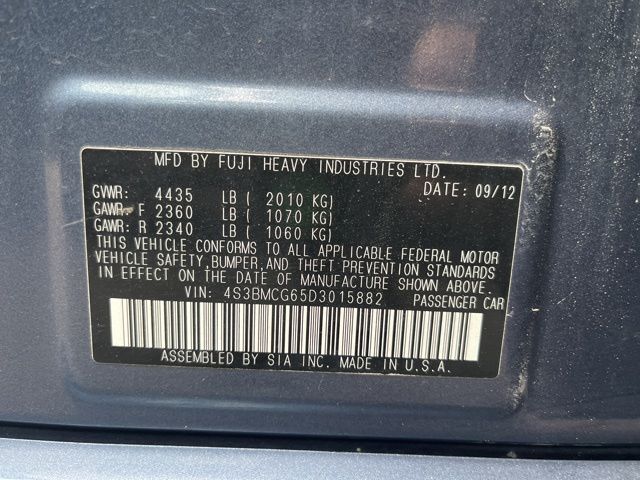 MFD BY FUJI HEAVY INDUSTRIES LTD.
GVWR: 4435 LB ( 2010 KG) DATE: 09/12
GAWR: F 2360 LB ( 1070 KG)
GAWR: R 2340 LB ( 1060 KG)
THIS VEHICLE CONFORMS TO ALL APPLICABLE FEDERAL MOTOR
VEHICLE SAFETY,BUMPER,AND THEFT PREVENTION STANDARDS
IN EFFECT ON THE DATE OF MANUFACTURE SHOWN ABOVE.
VIN: 4S3BMCG65D3015882 PASSENGER CAR
ASSEMBLED BY SIA INC. MADE IN U.S.A.